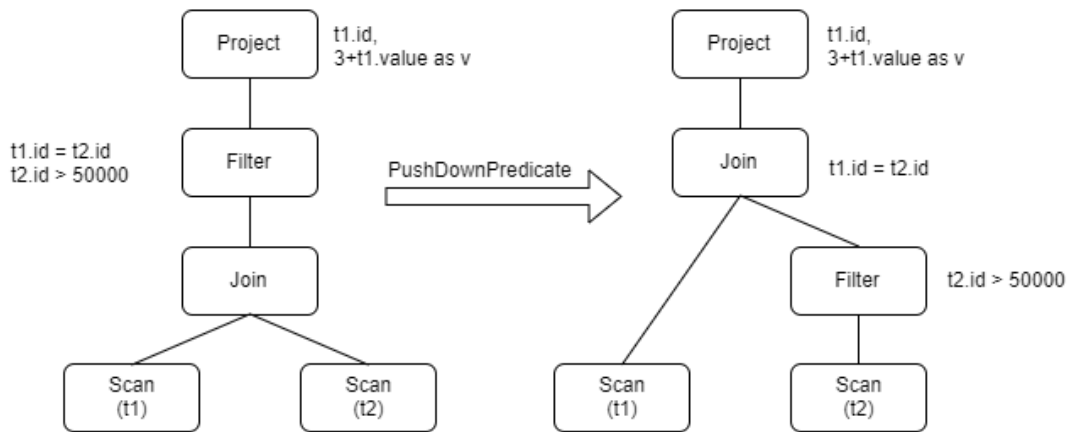 Project
t1.id,
3+t1.value as v
t1.id = t2.id
t2.id > 50000
Filter
Join
Scan
(t1)
Scan
(t2)
PushDownPredicate
Project
t1.id,
3+t1.value as v
Join
t1.id = t2.id
Filter
t2.id > 50000
Scan
(t1)
Scan
(t2)